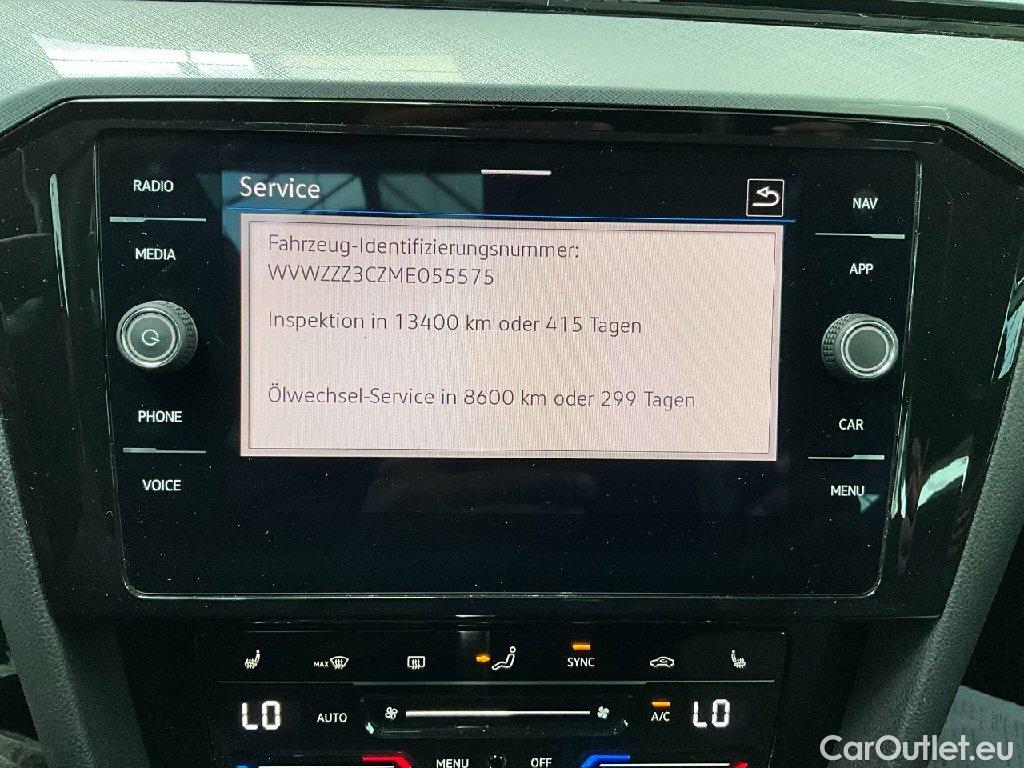 RADIO
MEDIA
PHONE
VOICE
Service
Fahrzeug-Identifizierungsnummer:
WVWZZZ3CZME055575
Inspektion in 13400 km oder 415 Tagen
Ölwechsel-Service in 8600 km oder 299 Tagen
NAV
APP
CAR
MENU
MAX
SYNC
LO
AUTO
A/C
LO
MENU
OFF
CarOutlet.eu